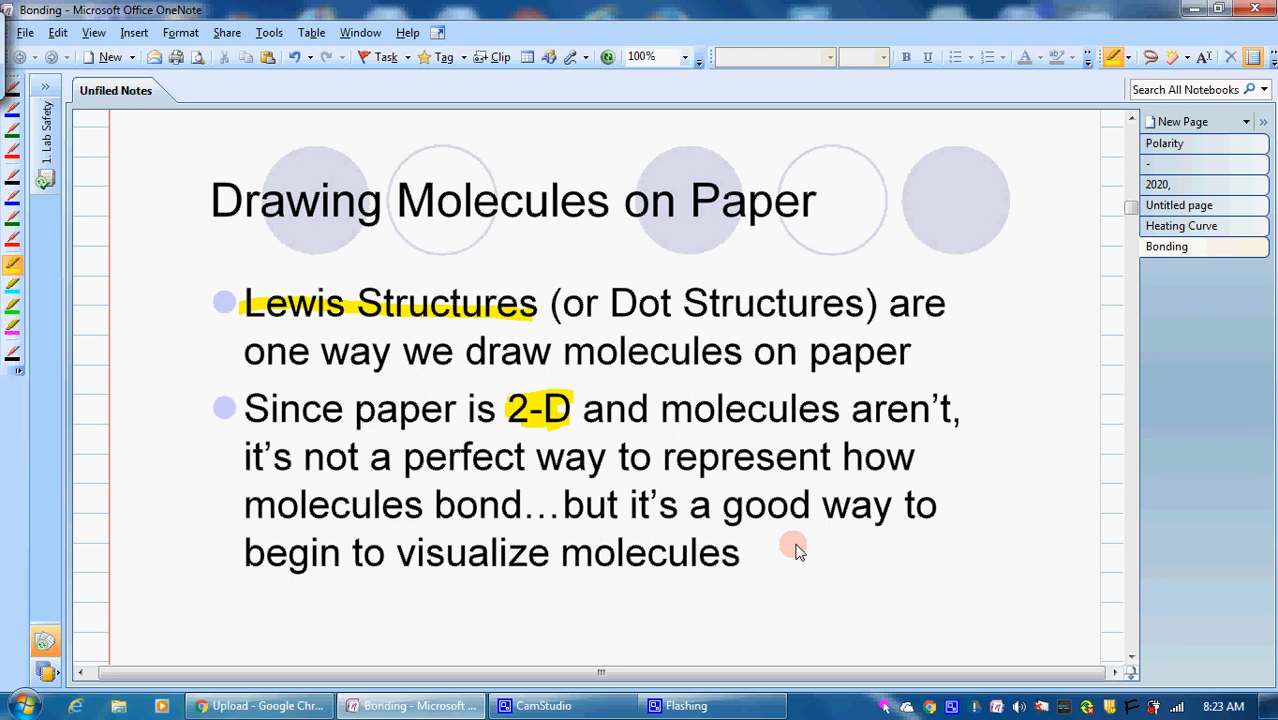 Bonding - Microsoft Office OneNote
File Edit View Insert Format Share Tools Table Window Help
New Task Tag Clip 100% B U A ab
Unfiled Notes
Search All Notebooks
1. Lab Safety
New Page
Polarity
-
2020,
Untitled page
Heating Curve
Bonding
Drawing Molecules on Paper
Lewis Structures (or Dot Structures) are
one way we draw molecules on paper
Since paper is 2-D and molecules aren’t,
it’s not a perfect way to represent how
molecules bond…but it’s a good way to
begin to visualize molecules
Upload - Google Chr... Bonding - Microsoft ... CamStudio Flashing
8:23 AM